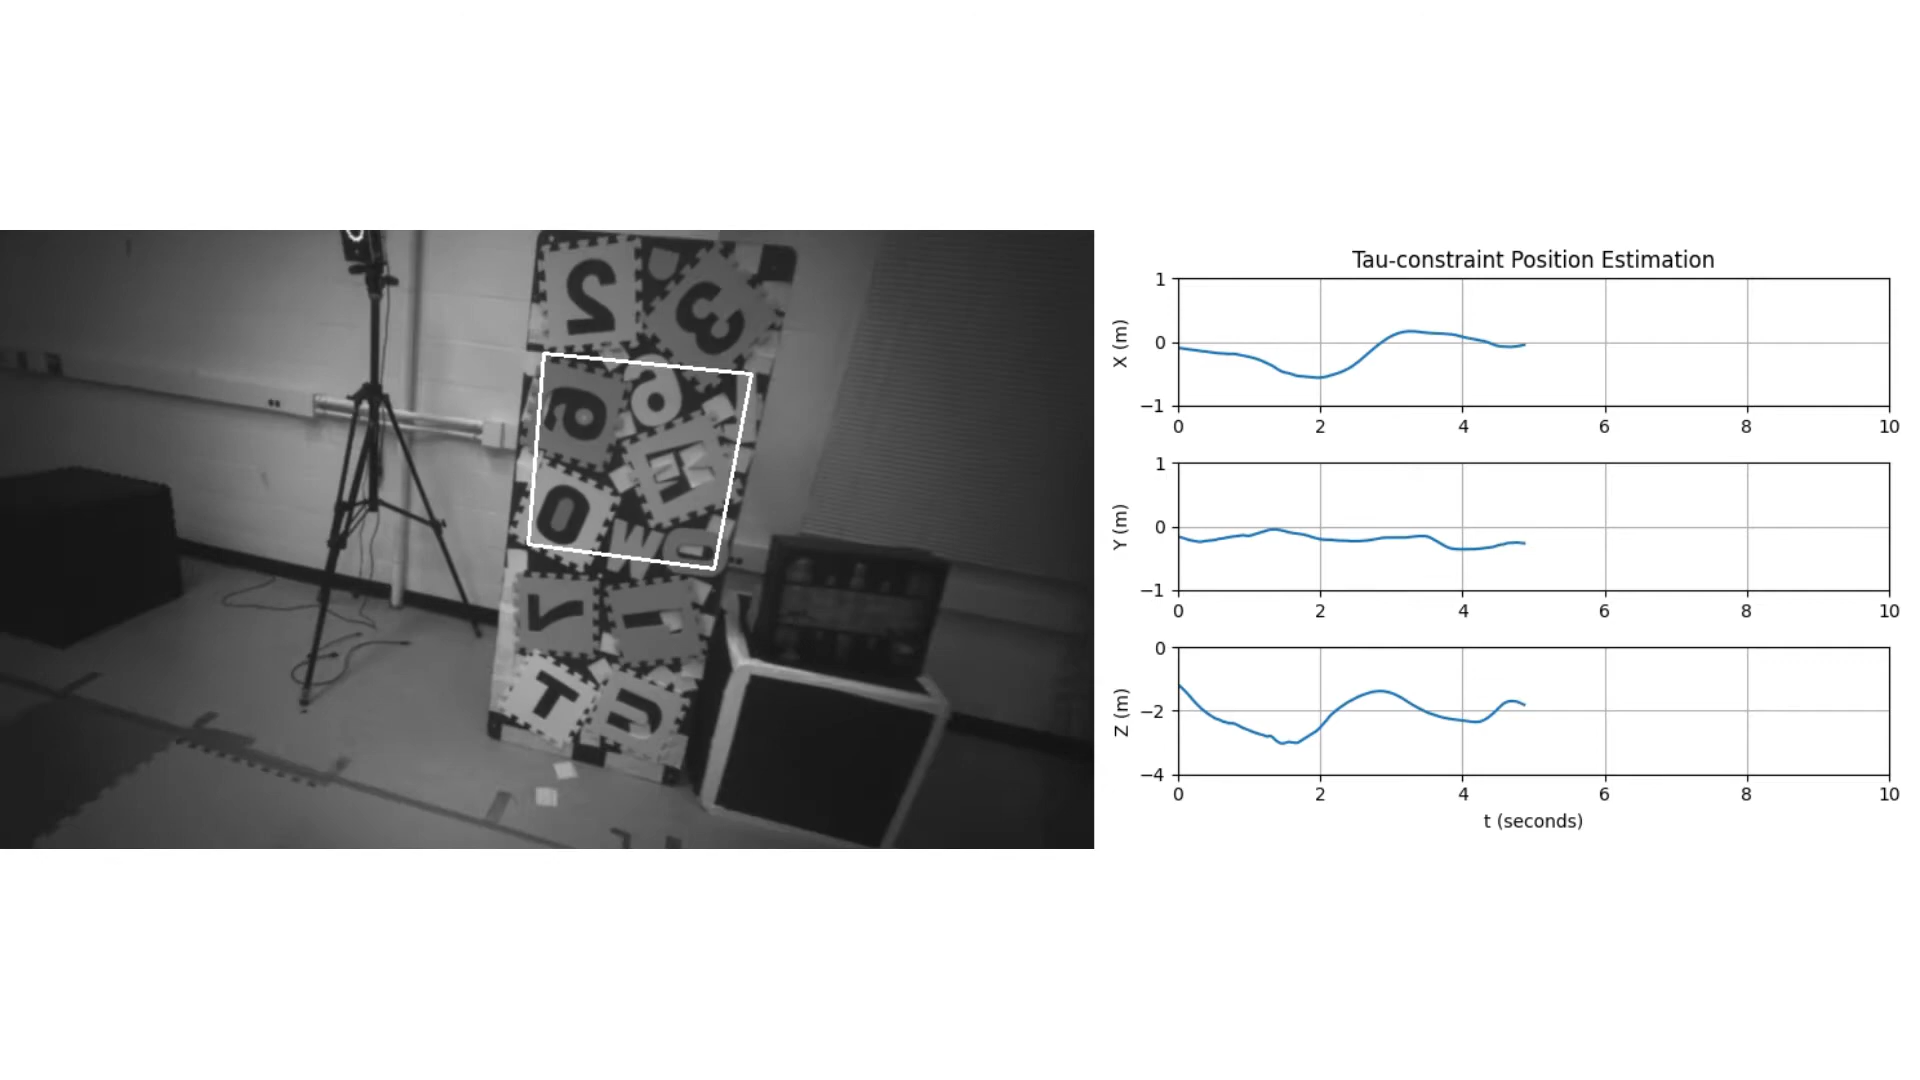 2 3
6
E
0 W
T
Tau-constraint Position Estimation
X (m)
1
0
−1
0 2 4 6 8 10
Y (m)
1
0
−1
0 2 4 6 8 10
Z (m)
0
−2
−4
0 2 4 6 8 10
t (seconds)